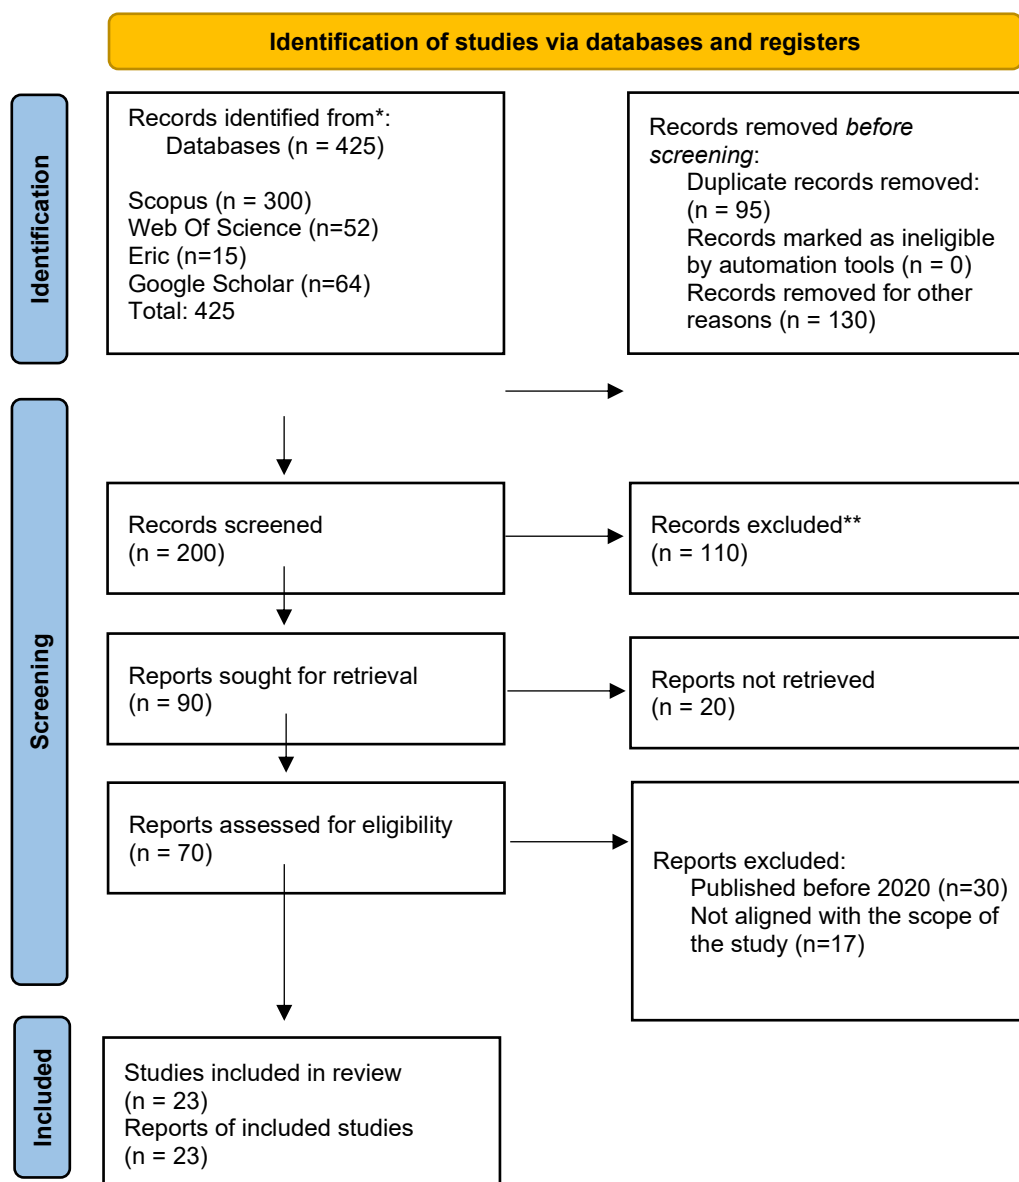 Identification of studies via databases and registers
Identification
Records identified from*:
Databases (n = 425)
Scopus (n = 300)
Web Of Science (n=52)
Eric (n=15)
Google Scholar (n=64)
Total: 425
Records removed before
screening:
Duplicate records removed:
(n = 95)
Records marked as ineligible
by automation tools (n = 0)
Records removed for other
reasons (n = 130)
Screening
Records screened
(n = 200)
Records excluded**
(n = 110)
Reports sought for retrieval
(n = 90)
Reports not retrieved
(n = 20)
Reports assessed for eligibility
(n = 70)
Reports excluded:
Published before 2020 (n=30)
Not aligned with the scope of
the study (n=17)
Included
Studies included in review
(n = 23)
Reports of included studies
(n = 23)